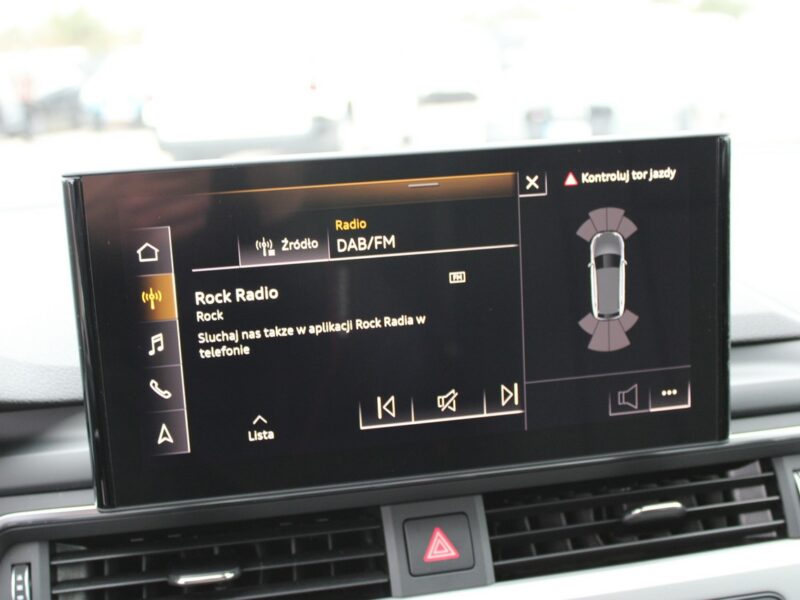 Kontroluj tor jazdy
Źródło
Radio
DAB/FM
FM
Rock Radio
Rock
Sluchaj nas takze w aplikacji Rock Radia w
telefonie
Lista